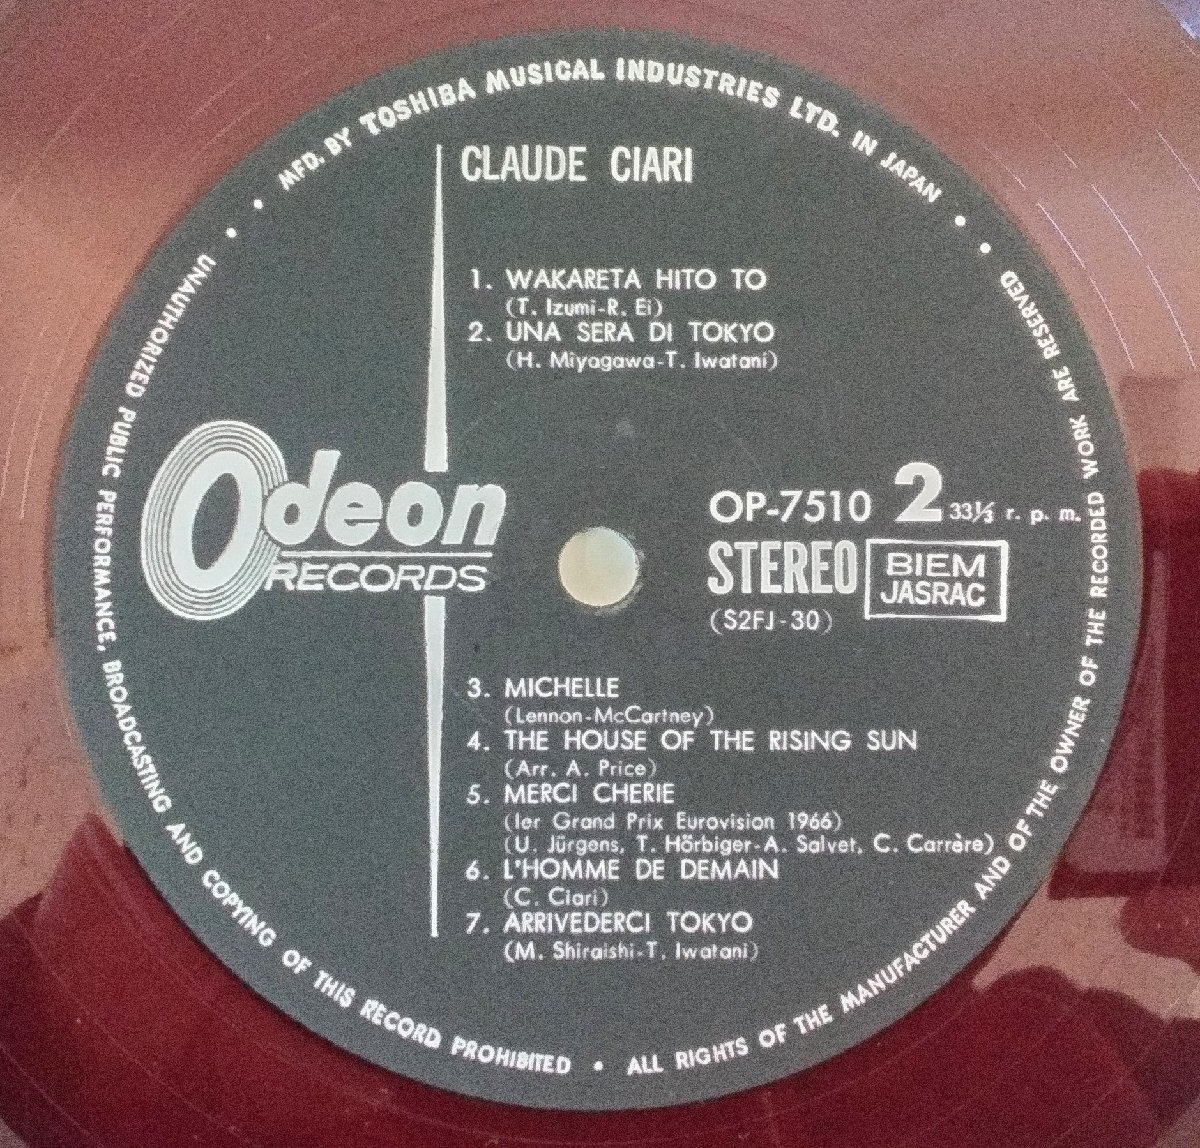 MFD. BY TOSHIBA MUSICAL INDUSTRIES LTD. IN JAPAN
CLAUDE CIARI
1. WAKARETA HITO TO
(T. Izumi-R. Ei)
2. UNA SERA DI TOKYO
(H. Miyagawa-T. Iwatani)
Odeon
RECORDS
OP-7510 2 33⅓ r. p. m.
STEREO BIEM
JASRAC
(S2FJ-30)
3. MICHELLE
(Lennon-McCartney)
4. THE HOUSE OF THE RISING SUN
(Arr. A. Price)
5. MERCI CHERIE
(1er Grand Prix Eurovision 1966)
(U. Jürgens, T. Hörbiger-A. Salvet, C. Carrère)
6. L'HOMME DE DEMAIN
(C. Ciari)
7. ARRIVEDERCI TOKYO
(M. Shiraishi-T. Iwatani)
UNAUTHORIZED PUBLIC PERFORMANCE, BROADCASTING AND COPYING OF THIS RECORD PROHIBITED • ALL RIGHTS OF THE MANUFACTURER AND OF THE OWNER OF THE RECORDED WORK ARE RESERVED